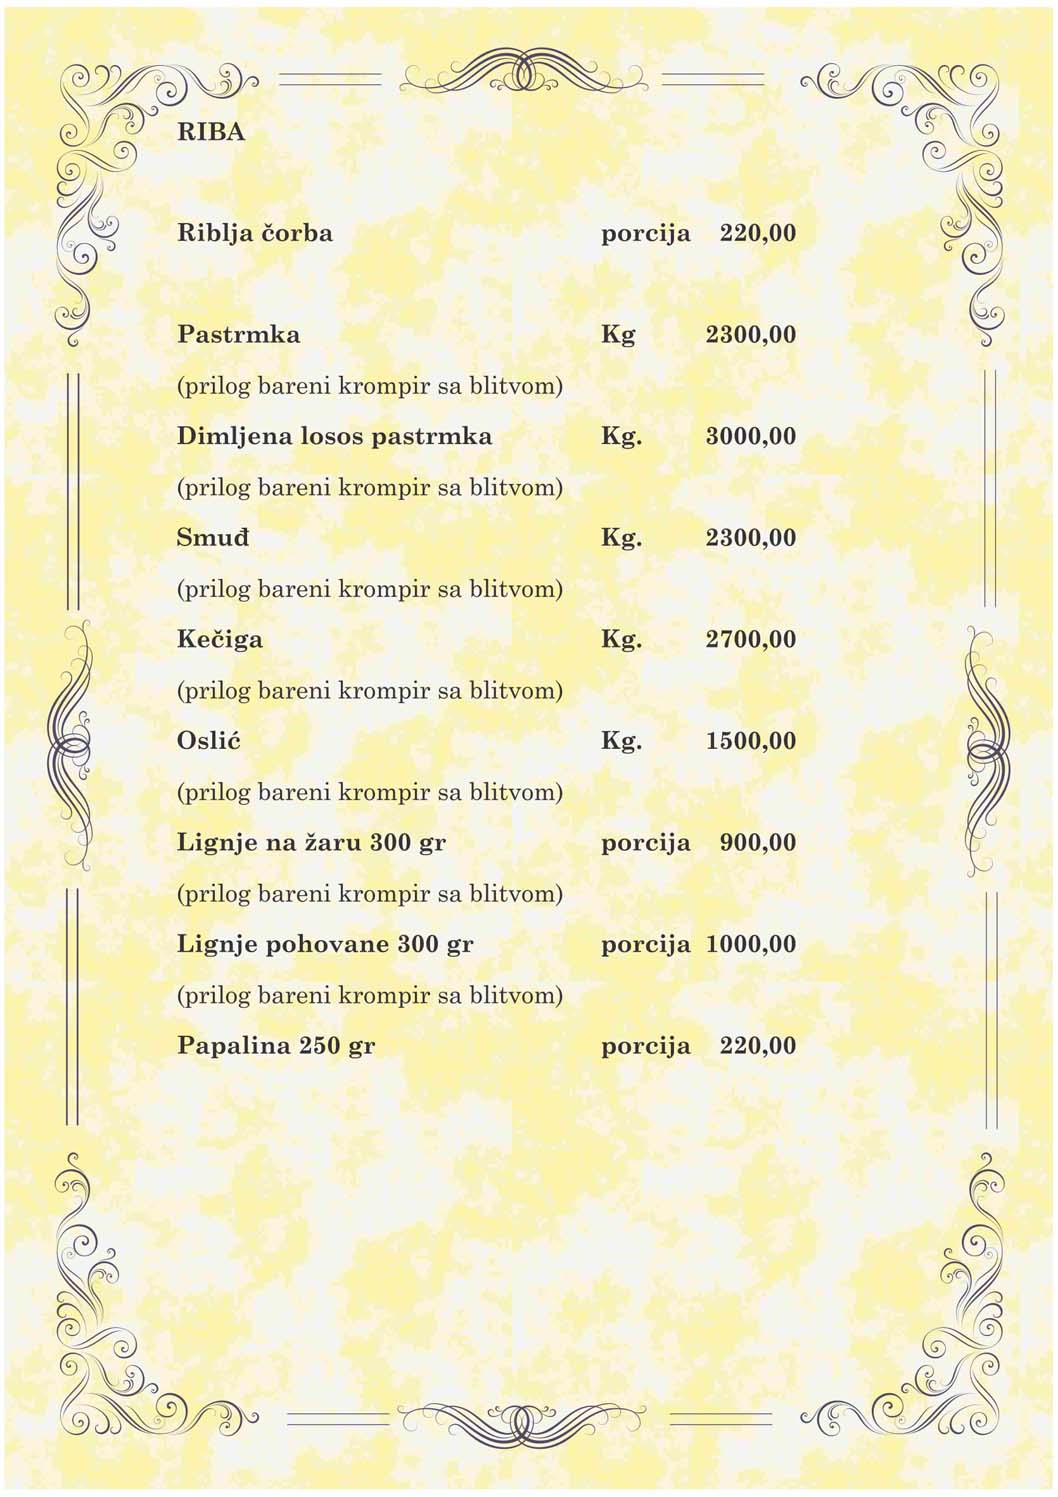 RIBA
Riblja čorba porcija 220,00
Pastrmka Kg 2300,00
(prilog bareni krompir sa blitvom)
Dimljena losos pastrmka Kg. 3000,00
(prilog bareni krompir sa blitvom)
Smuđ Kg. 2300,00
(prilog bareni krompir sa blitvom)
Kečiga Kg. 2700,00
(prilog bareni krompir sa blitvom)
Oslić Kg. 1500,00
(prilog bareni krompir sa blitvom)
Lignje na žaru 300 gr porcija 900,00
(prilog bareni krompir sa blitvom)
Lignje pohovane 300 gr porcija 1000,00
(prilog bareni krompir sa blitvom)
Papalina 250 gr porcija 220,00